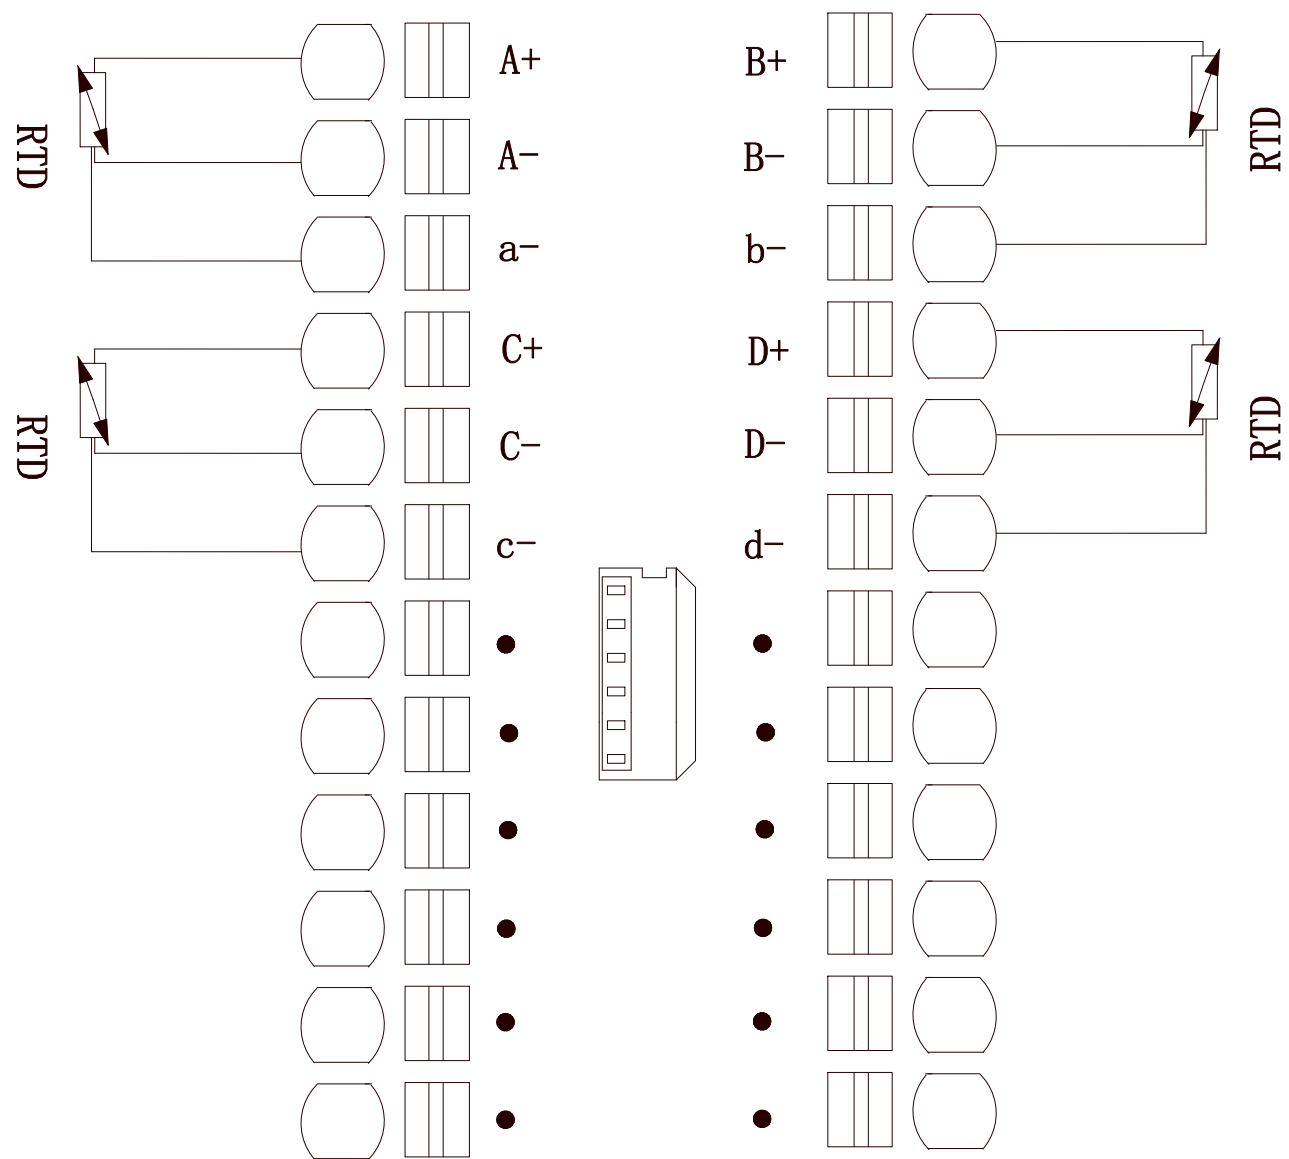 A+
B+
RTD
A-
B-
RTD
a-
b-
C+
D+
RTD
C-
D-
RTD
c-
d-